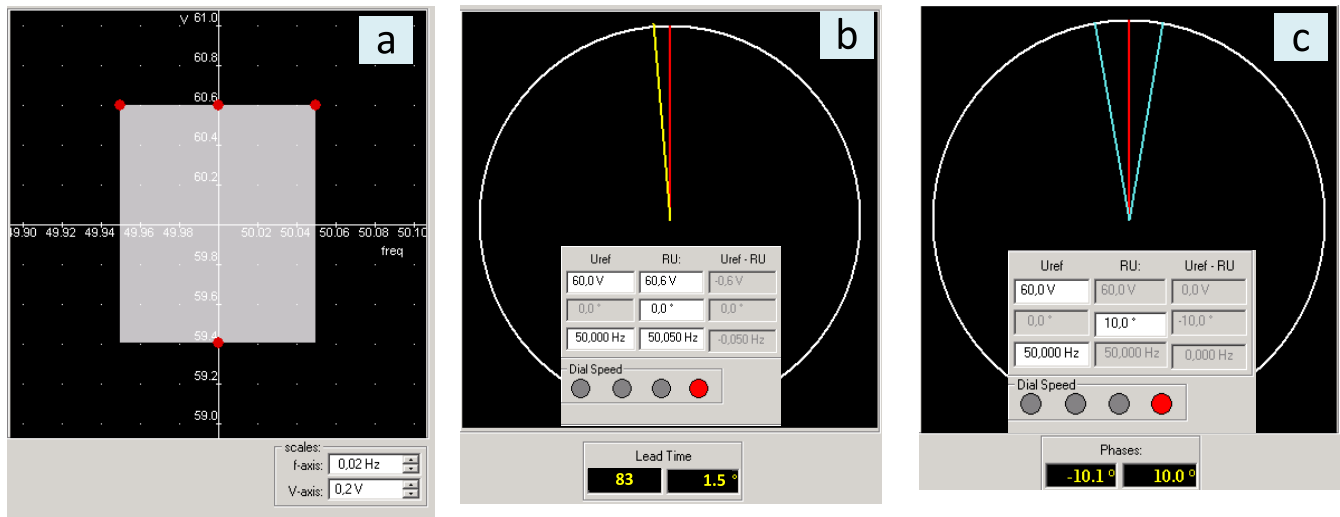 a
V 61.0
60.8
60.6
60.4
60.2
49.90 49.92 49.94 49.96 49.98 50.02 50.04 50.06 50.08 50.10
freq
59.8
59.6
59.4
59.2
59.0
scales:
f-axis: 0,02 Hz
V-axis: 0,2 V
b
Uref RU: Uref - RU
60,0 V 60,6 V -0,6 V
0,0 ° 0,0 ° 0,0 °
50,000 Hz 50,050 Hz -0,050 Hz
Dial Speed
Lead Time
83 1.5 °
c
Uref RU: Uref - RU
60,0 V 60,0 V 0,0 V
0,0 ° 10,0 ° -10,0 °
50,000 Hz 50,000 Hz 0,000 Hz
Dial Speed
Phases:
-10.1 ° 10.0 °